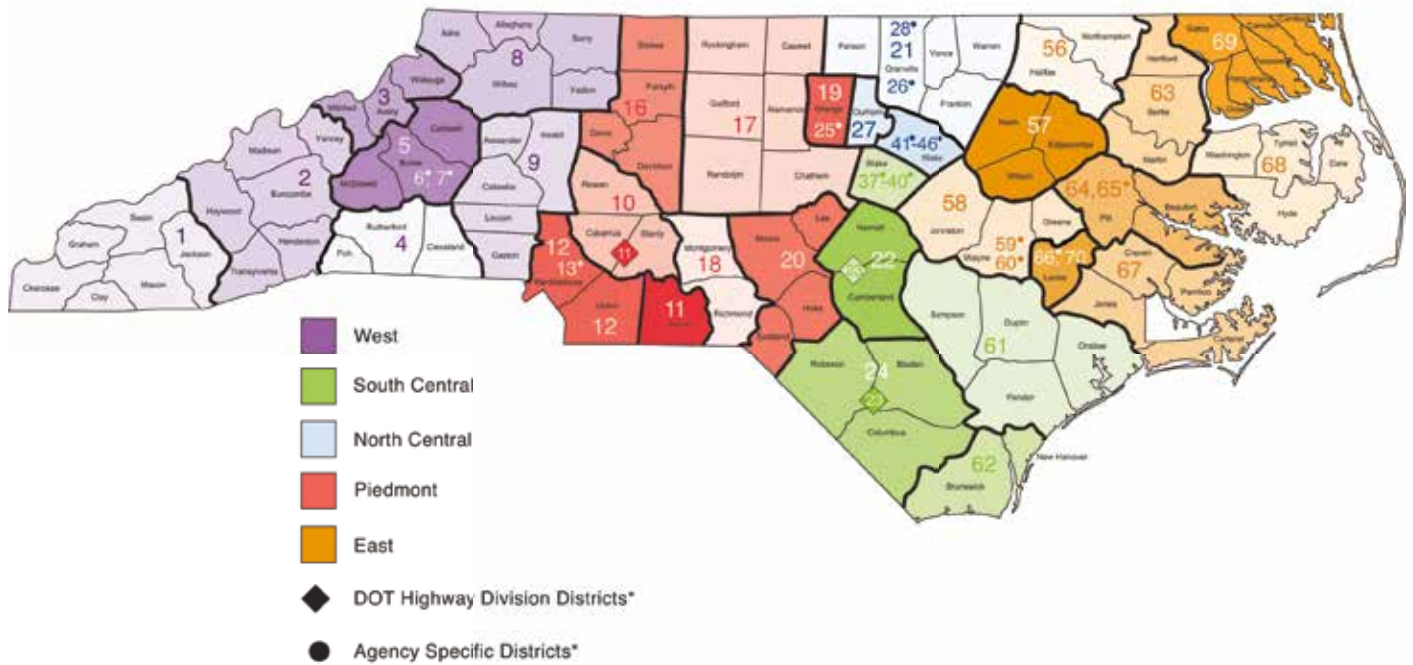 Ashe
Alleghany
Surry
8
Wilkes
Yadkin
Watauga
3
Mitchell
Avery
Yancey
Madison
2
Buncombe
Haywood
Henderson
Transylvania
Swain
1
Graham
Jackson
Cherokee
Clay
Macon
5
Caldwell
Burke
McDowell
6•, 7•
Rutherford
Polk
4
Cleveland
Alexander
Iredell
9
Catawba
Lincoln
Gaston
Stokes
Forsyth
16
Davie
Davidson
Rockingham
Caswell
Guilford
17
Alamance
Randolph
Chatham
Rowan
10
Cabarrus
Stanly
11
12
13•
Mecklenburg
Union
12
11
Montgomery
18
Richmond
Moore
Lee
20
Hoke
Scotland
19
Orange
25•
Person
28•
21
Granville
26•
Vance
Warren
Franklin
Durham
27
41•-46•
Wake
Wake
37•-40•
Harnett
22
Cumberland
Robeson
Bladen
24
23
Columbus
56
Northampton
Halifax
57
Nash
Edgecombe
Wilson
58
Johnston
Greene
Wayne
59•
60•
Sampson
Duplin
61
Onslow
Pender
62
New Hanover
Brunswick
Gates
69
Camden
Hertford
63
Bertie
Martin
Washington
Tyrrell
68
Dare
Hyde
64, 65•
Pitt
Beaufort
Lenoir
Craven
67
Jones
Pamlico
Carteret
West
South Central
North Central
Piedmont
East
DOT Highway Division Districts*
Agency Specific Districts*